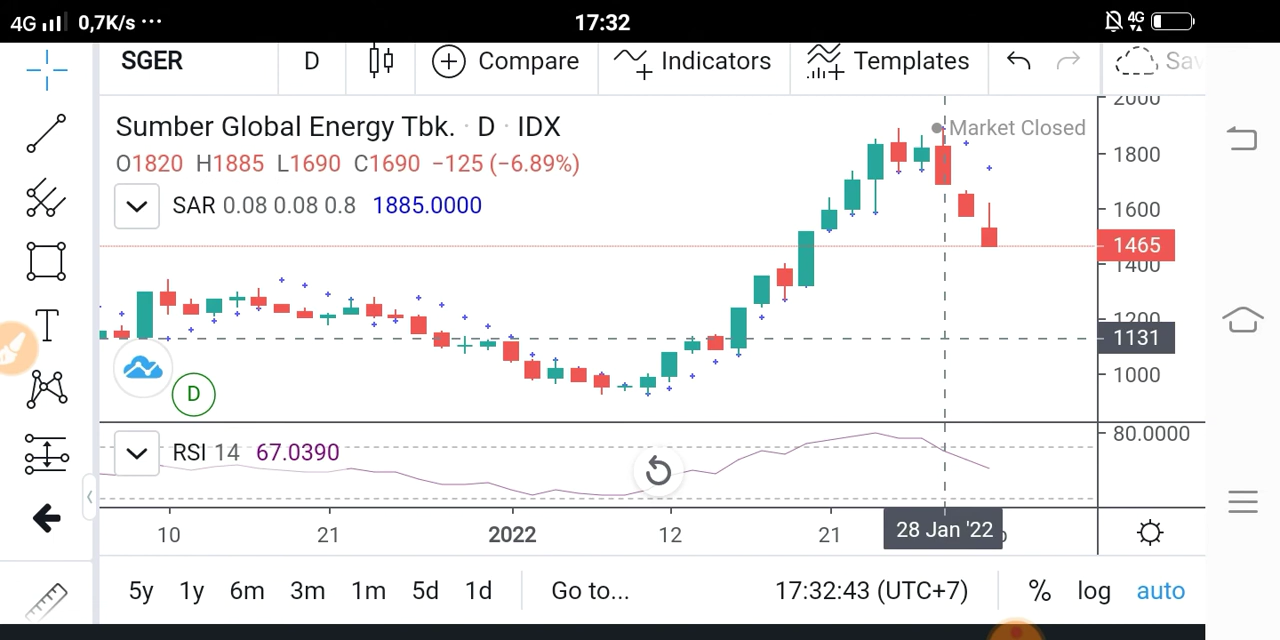 4G 0,7K/s ··· 17:32 4G
SGER D Compare Indicators Templates Sav
Sumber Global Energy Tbk. · D · IDX
Market Closed
O1820 H1885 L1690 C1690 −125 (−6.89%)
SAR 0.08 0.08 0.8 1885.0000
2000
1800
1600
1465
1400
1200
1131
1000
D
T
RSI 14 67.0390
80.0000
10 21 2022 12 21 28 Jan '22
5y 1y 6m 3m 1m 5d 1d Go to... 17:32:43 (UTC+7) % log auto